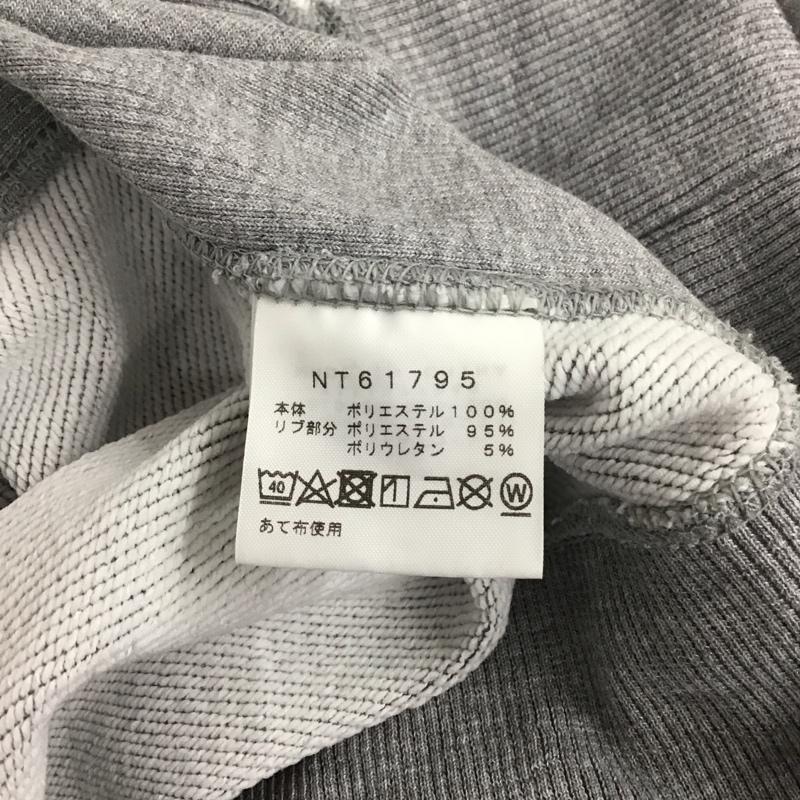 NT61795
本体 ポリエステル100%
リブ部分 ポリエステル 95%
ポリウレタン 5%
40 W
あて布使用